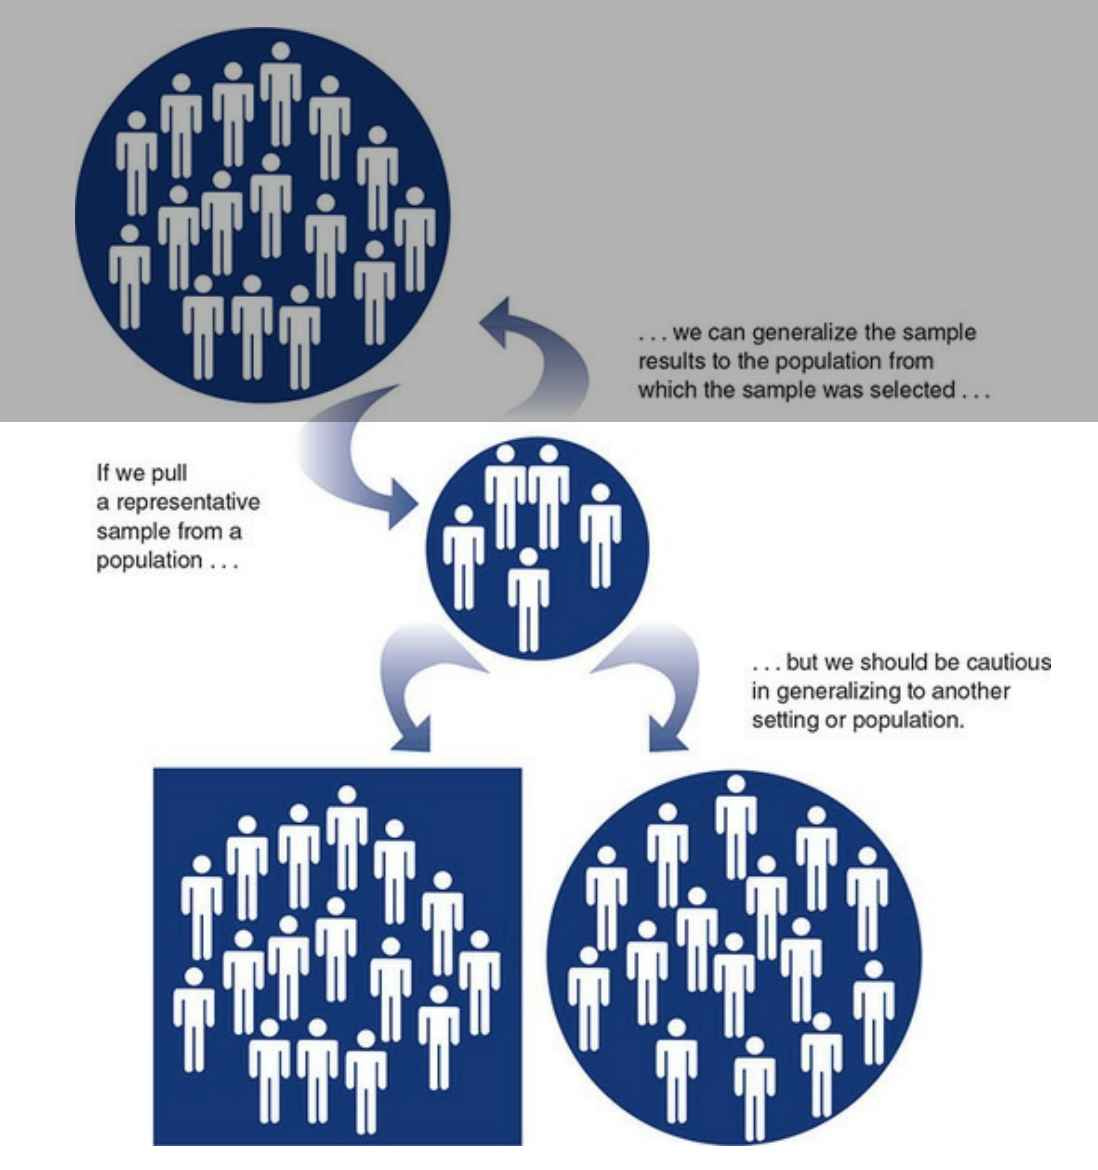 . . . we can generalize the sample
results to the population from
which the sample was selected . . .
If we pull
a representative
sample from a
population . . .
. . . but we should be cautious
in generalizing to another
setting or population.